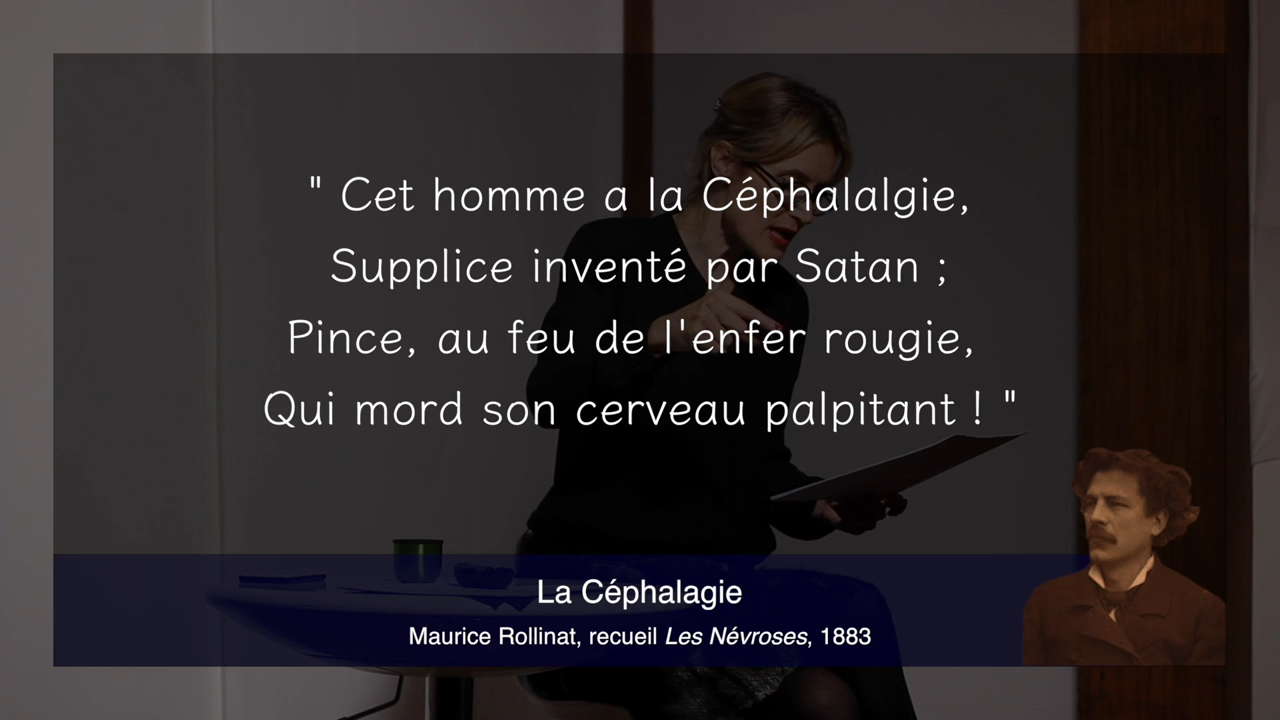 " Cet homme a la Céphalalgie,
Supplice inventé par Satan ;
Pince, au feu de l'enfer rougie,
Qui mord son cerveau palpitant ! "
La Céphalagie
Maurice Rollinat, recueil Les Névroses, 1883